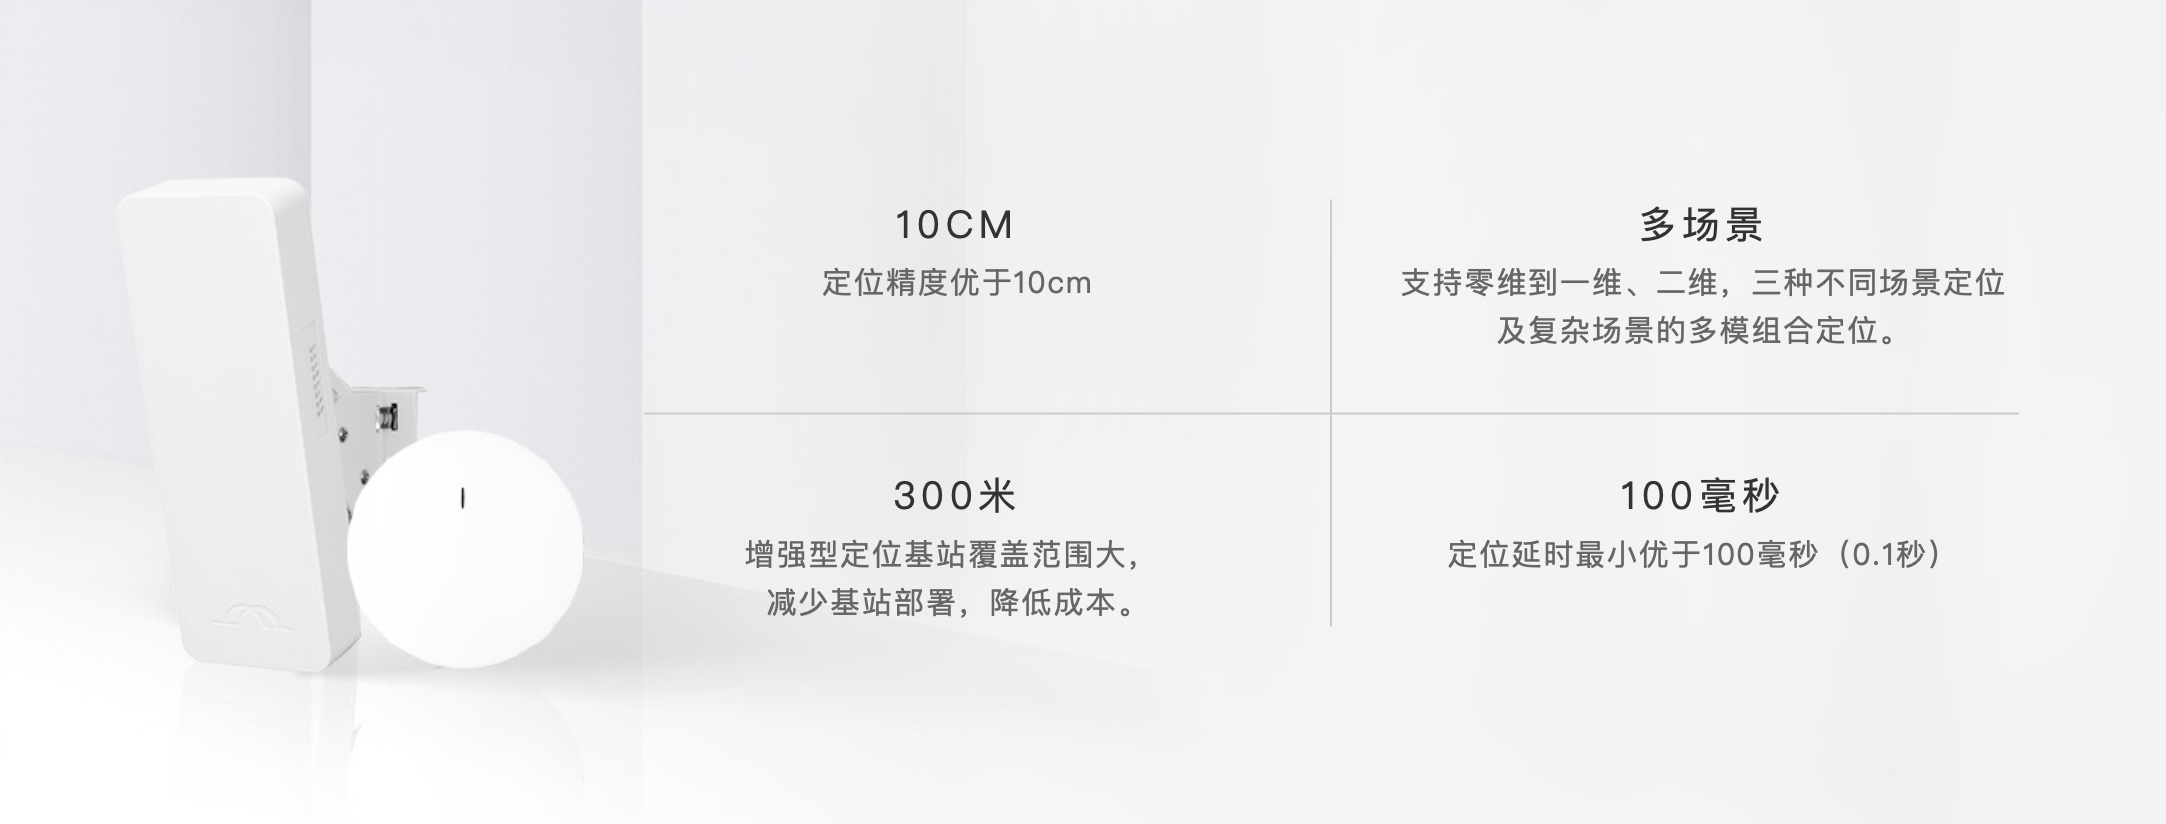 10CM
定位精度优于10cm
多场景
支持零维到一维、二维，三种不同场景定位
及复杂场景的多模组合定位。
300米
增强型定位基站覆盖范围大，
减少基站部署，降低成本。
100毫秒
定位延时最小优于100毫秒（0.1秒）